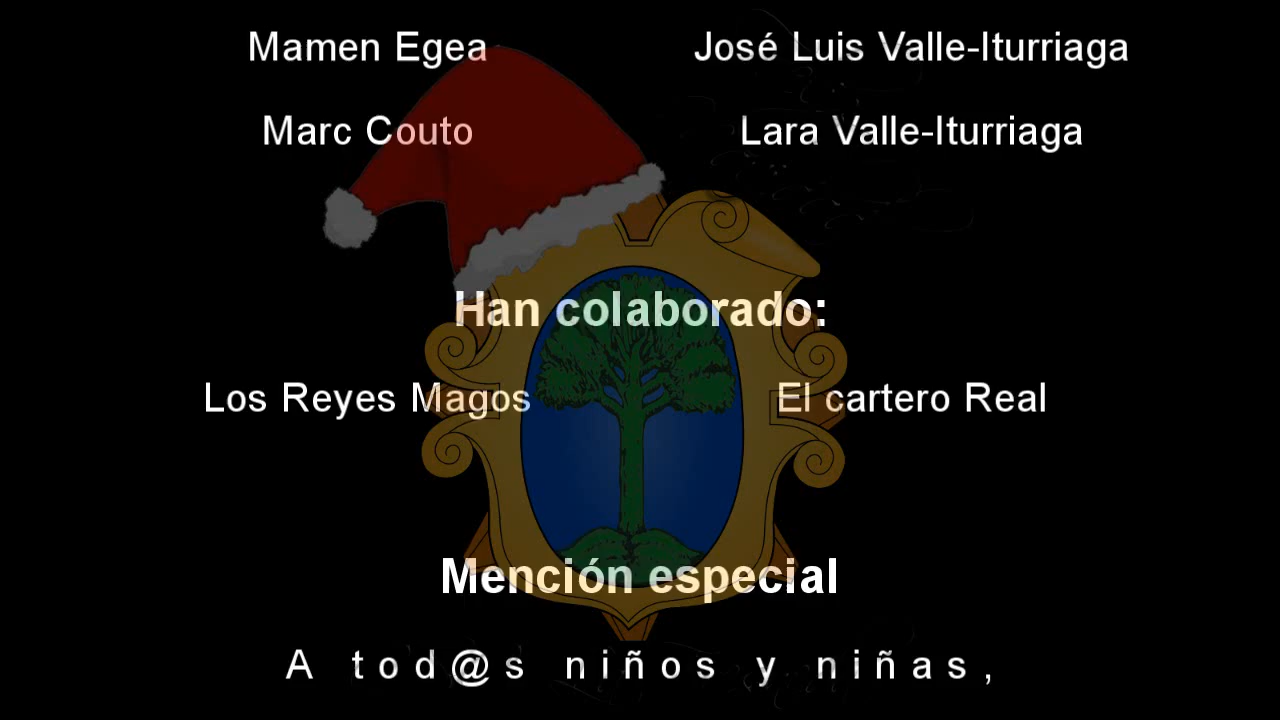 Mamen Egea José Luis Valle-Iturriaga
Marc Couto Lara Valle-Iturriaga
Han colaborado:
Los Reyes Magos El cartero Real
Mención especial
A tod@s niños y niñas,